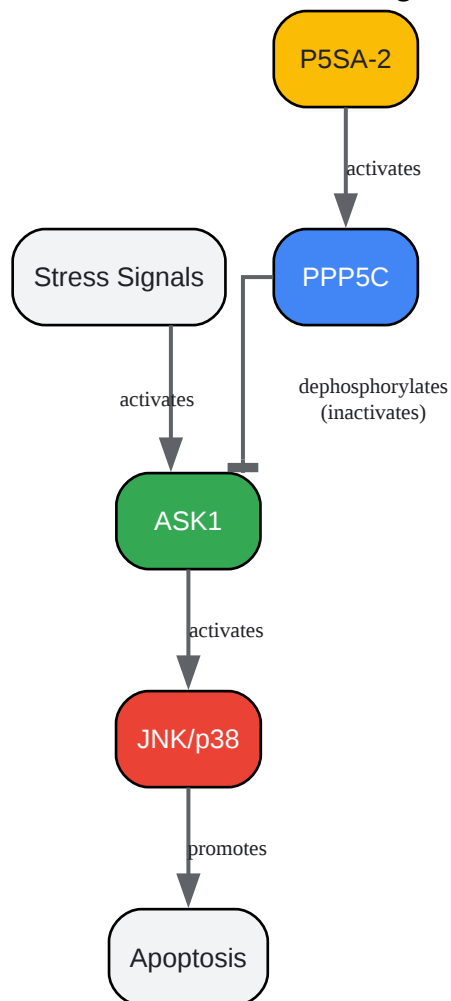 P5SA-2
activates
Stress Signals
PPP5C
dephosphorylates
(inactivates)
activates
ASK1
activates
JNK/p38
promotes
Apoptosis